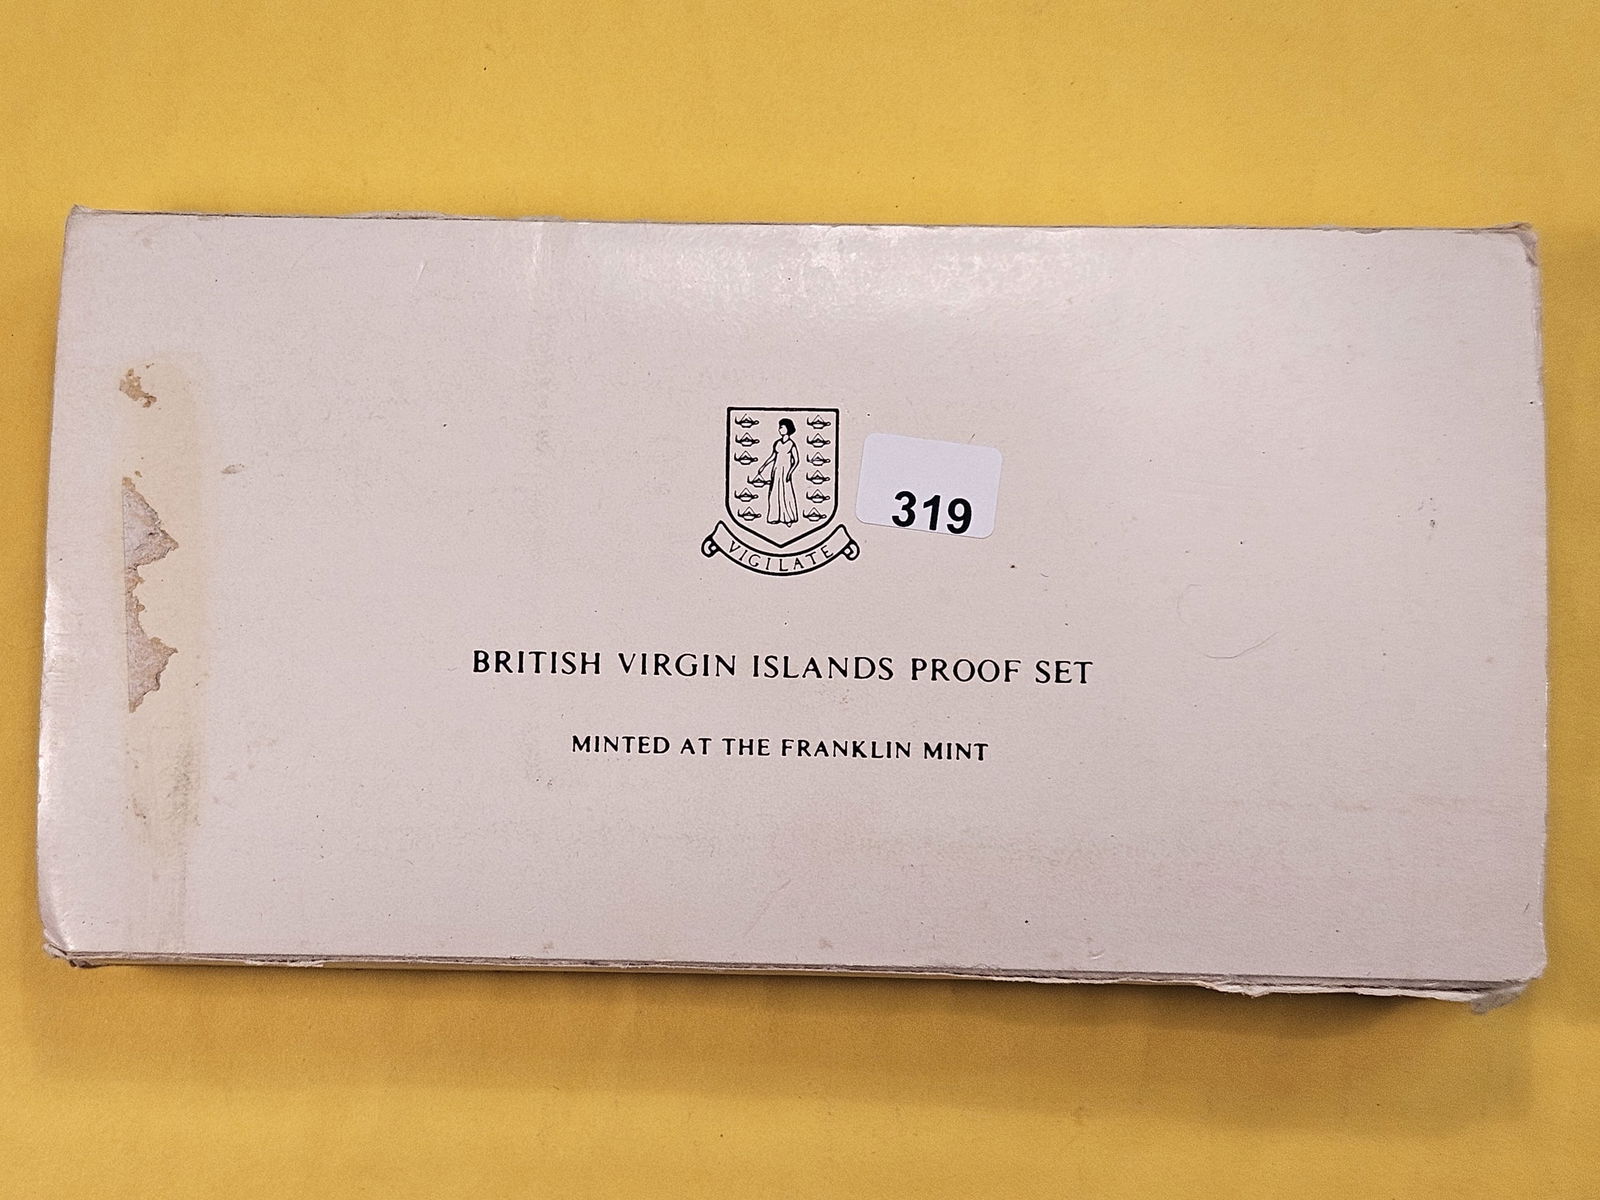 VIGILATE
319
BRITISH VIRGIN ISLANDS PROOF SET
MINTED AT THE FRANKLIN MINT